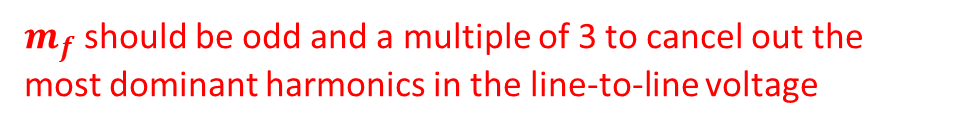 m_f should be odd and a multiple of 3 to cancel out the
most dominant harmonics in the line-to-line voltage